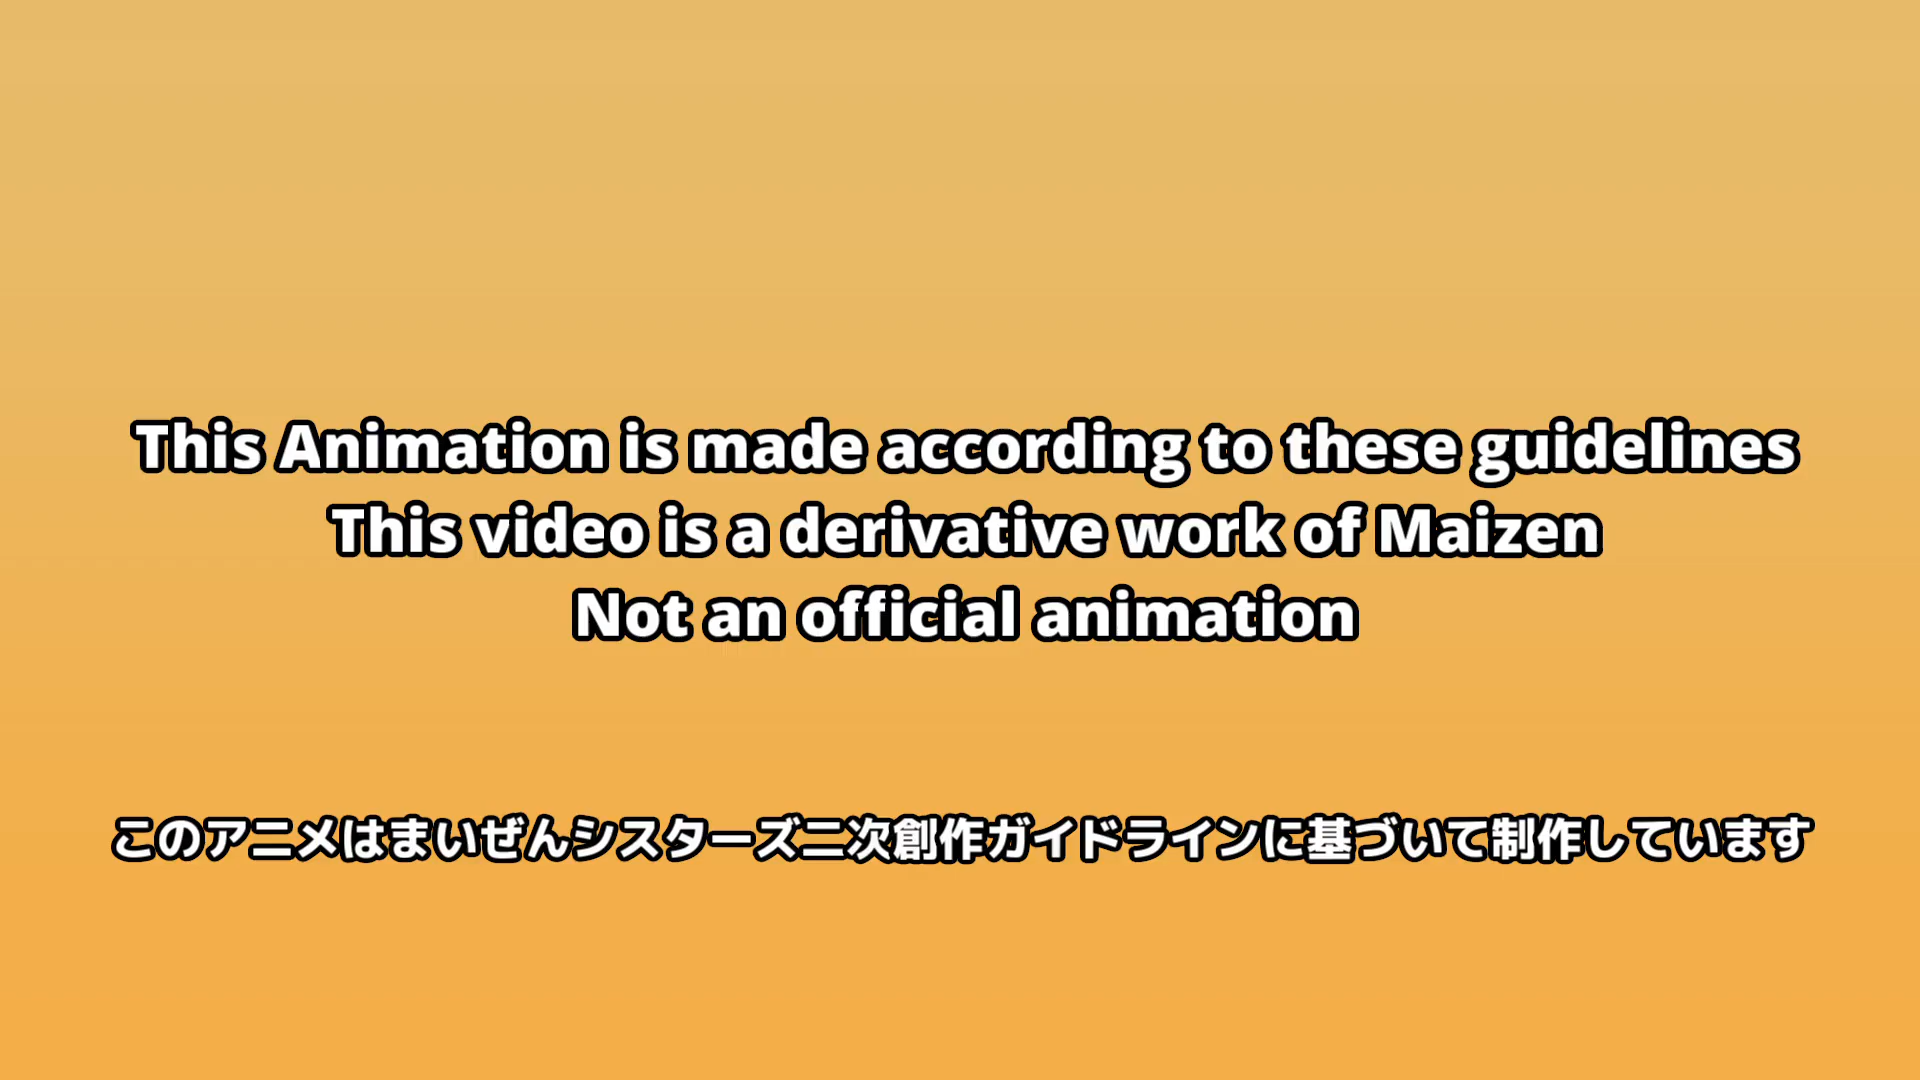 This Animation is made according to these guidelines
This video is a derivative work of Maizen
Not an official animation
このアニメはまいぜんシスターズ二次創作ガイドラインに基づいて制作しています